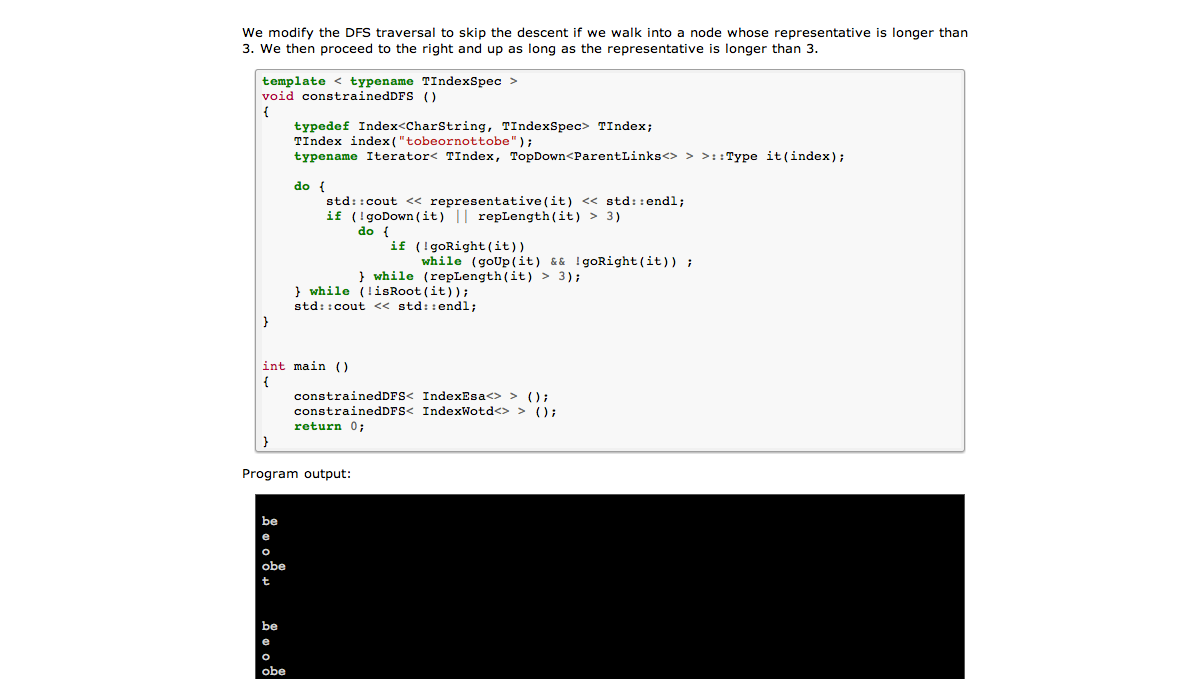 We modify the DFS traversal to skip the descent if we walk into a node whose representative is longer than
3. We then proceed to the right and up as long as the representative is longer than 3.
template < typename TIndexSpec >
void constrainedDFS ()
{
    typedef Index<CharString, TIndexSpec> TIndex;
    TIndex index("tobeornottobe");
    typename Iterator< TIndex, TopDown<ParentLinks<> > >::Type it(index);

    do {
        std::cout << representative(it) << std::endl;
        if (!goDown(it) || repLength(it) > 3)
            do {
                if (!goRight(it))
                    while (goUp(it) && !goRight(it)) ;
            } while (repLength(it) > 3);
    } while (!isRoot(it));
    std::cout << std::endl;
}

int main ()
{
    constrainedDFS< IndexEsa<> > ();
    constrainedDFS< IndexWotd<> > ();
    return 0;
}
Program output:
be
e
o
obe
t

be
e
o
obe